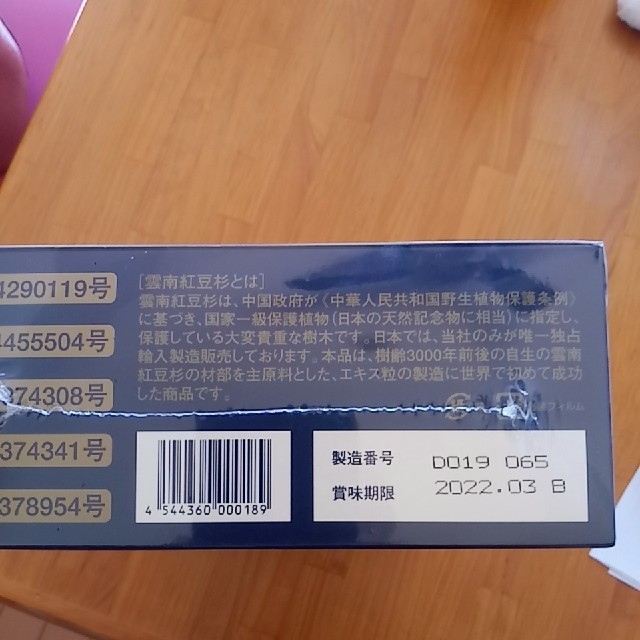 4290119号
4455504号
374308号
374341号
378954号
[雲南紅豆杉とは]
雲南紅豆杉は、中国政府が《中華人民共和国野生植物保護条例》
に基づき、国家一級保護植物(日本の天然記念物に相当)に指定し、
保護している大変貴重な樹木です。日本では、当社のみが唯一独占
輸入製造販売しております。本品は、樹齢3000年前後の自生の雲南
紅豆杉の材部を主原料とした、エキス粒の製造に世界で初めて成功
した商品です。
フィルム
4 544360 000189
製造番号 D019 065
賞味期限 2022.03 B